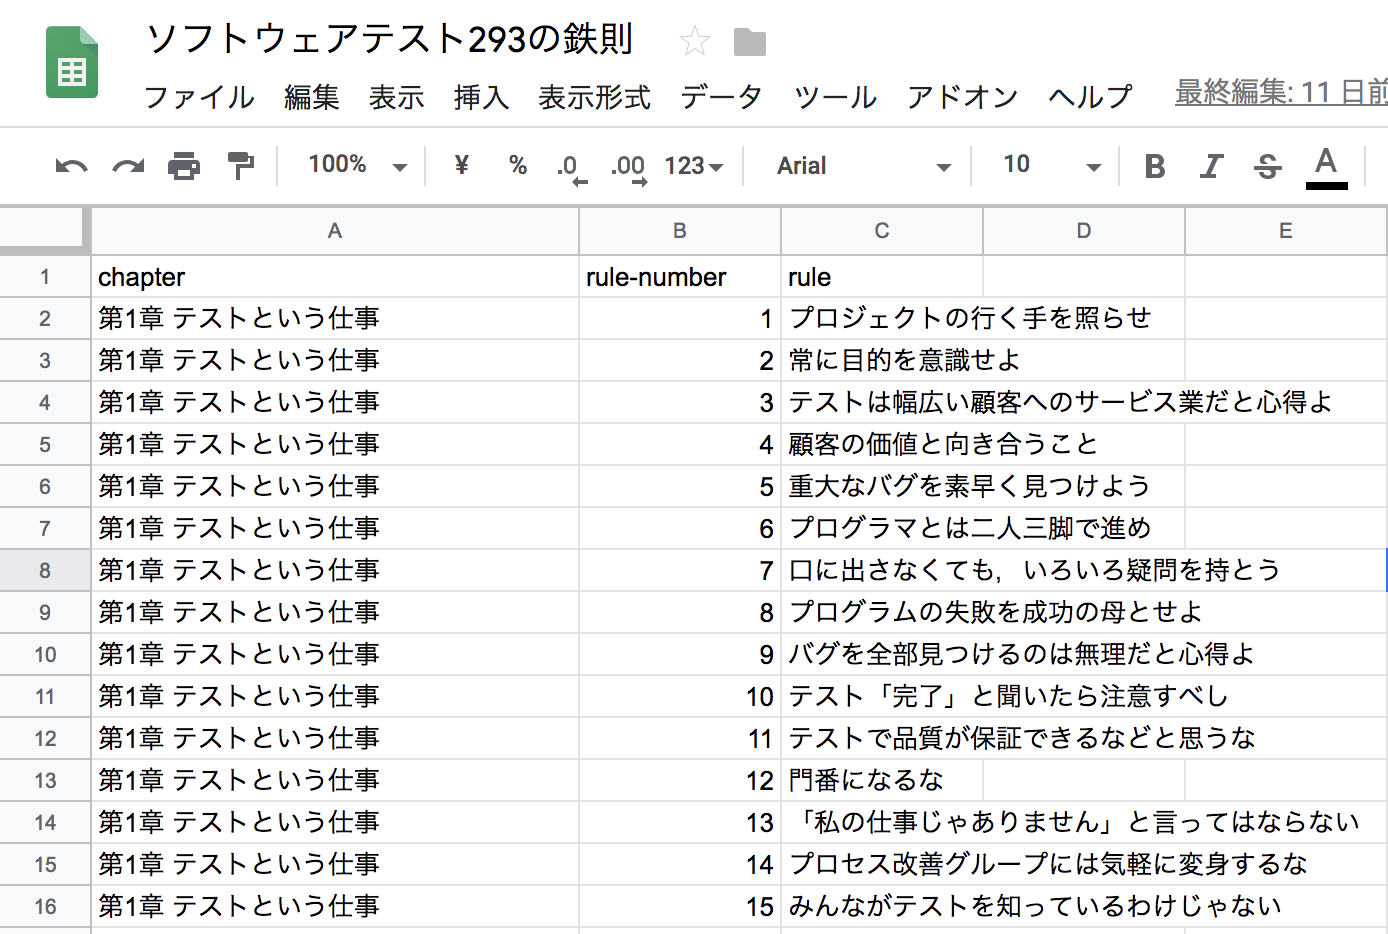 ソフトウェアテスト293の鉄則
ファイル 編集 表示 挿入 表示形式 データ ツール アドオン ヘルプ 最終編集: 11 日前
100% ¥ % .0 .00 123 Arial 10 B I S A
A B C D E
1 chapter rule-number rule
2 第1章 テストという仕事 1 プロジェクトの行く手を照らせ
3 第1章 テストという仕事 2 常に目的を意識せよ
4 第1章 テストという仕事 3 テストは幅広い顧客へのサービス業だと心得よ
5 第1章 テストという仕事 4 顧客の価値と向き合うこと
6 第1章 テストという仕事 5 重大なバグを素早く見つけよう
7 第1章 テストという仕事 6 プログラマとは二人三脚で進め
8 第1章 テストという仕事 7 口に出さなくても，いろいろ疑問を持とう
9 第1章 テストという仕事 8 プログラムの失敗を成功の母とせよ
10 第1章 テストという仕事 9 バグを全部見つけるのは無理だと心得よ
11 第1章 テストという仕事 10 テスト「完了」と聞いたら注意すべし
12 第1章 テストという仕事 11 テストで品質が保証できるなどと思うな
13 第1章 テストという仕事 12 門番になるな
14 第1章 テストという仕事 13 「私の仕事じゃありません」と言ってはならない
15 第1章 テストという仕事 14 プロセス改善グループには気軽に変身するな
16 第1章 テストという仕事 15 みんながテストを知っているわけじゃない